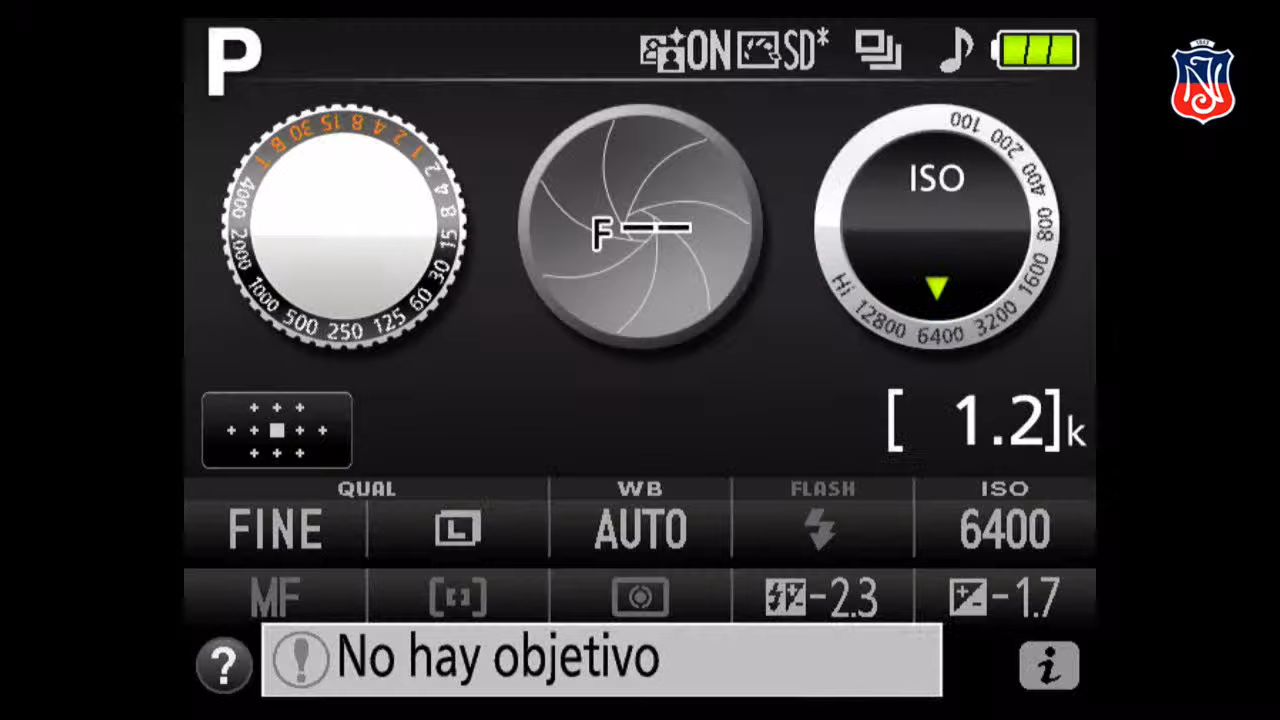 P
ON SD*
T B 30 15 8 4 2 1 2 4 8 15 30 60 125 250 500 1000 2000 4000
F--
ISO
100 200 400 800 1600 3200 6400 12800 Hi
[ 1.2]k
QUAL WB FLASH ISO
FINE L AUTO 6400
MF -2.3 -1.7
? No hay objetivo i